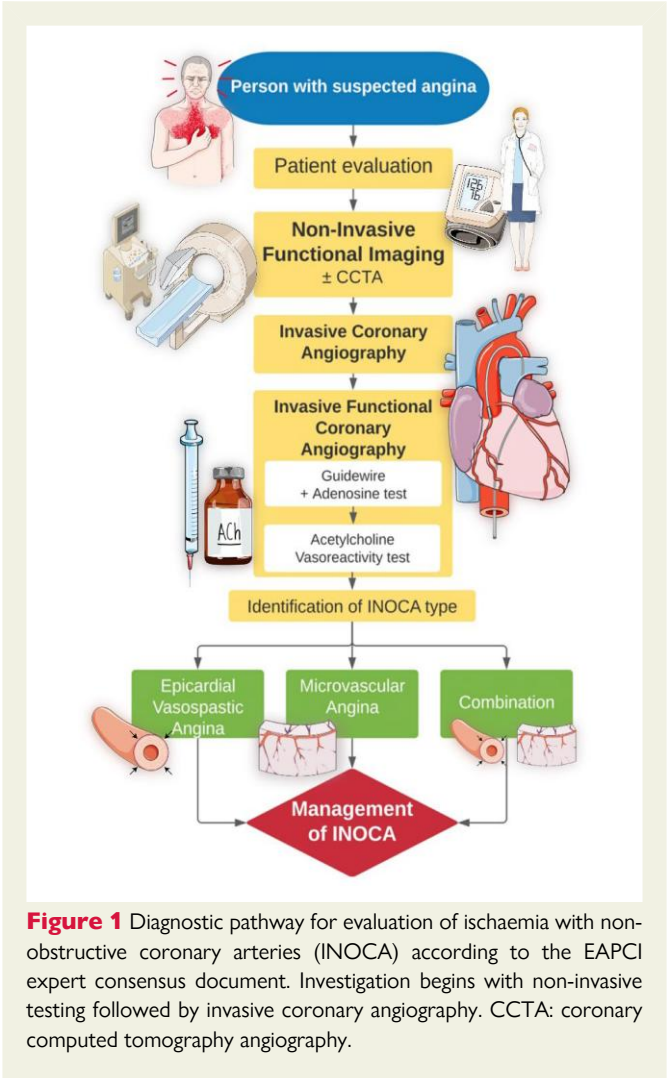 Person with suspected angina
Patient evaluation
Non-Invasive
Functional Imaging
± CCTA
Invasive Coronary
Angiography
Invasive Functional
Coronary
Angiography
Guidewire
+ Adenosine test
ACh
Acetylcholine
Vasoreactivity test
Identification of INOCA type
Epicardial
Vasospastic
Angina
Microvascular
Angina
Combination
Management
of INOCA
Figure 1 Diagnostic pathway for evaluation of ischaemia with non-
obstructive coronary arteries (INOCA) according to the EAPCI
expert consensus document. Investigation begins with non-invasive
testing followed by invasive coronary angiography. CCTA: coronary
computed tomography angiography.